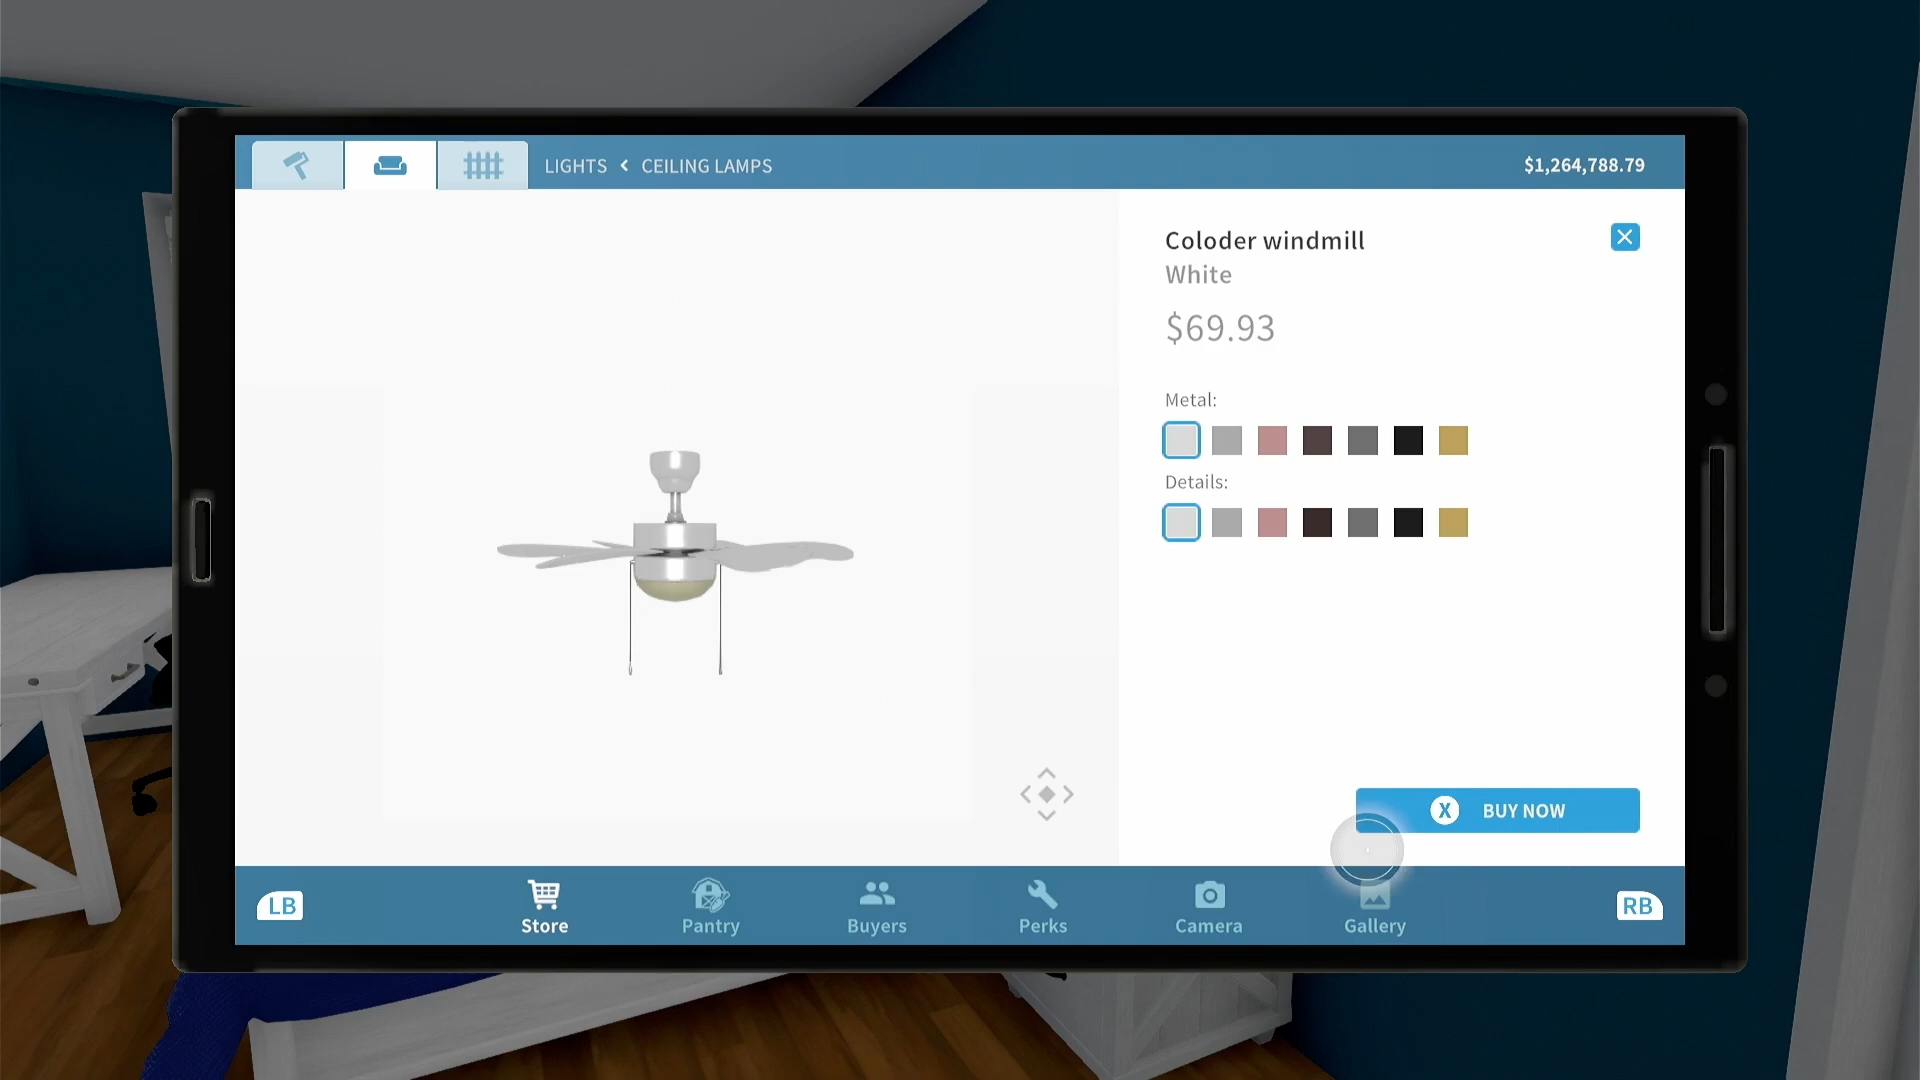 LIGHTS < CEILING LAMPS
$1,264,788.79
Coloder windmill
White
$69.93
Metal:
Details:
X BUY NOW
LB
Store
Pantry
Buyers
Perks
Camera
Gallery
RB